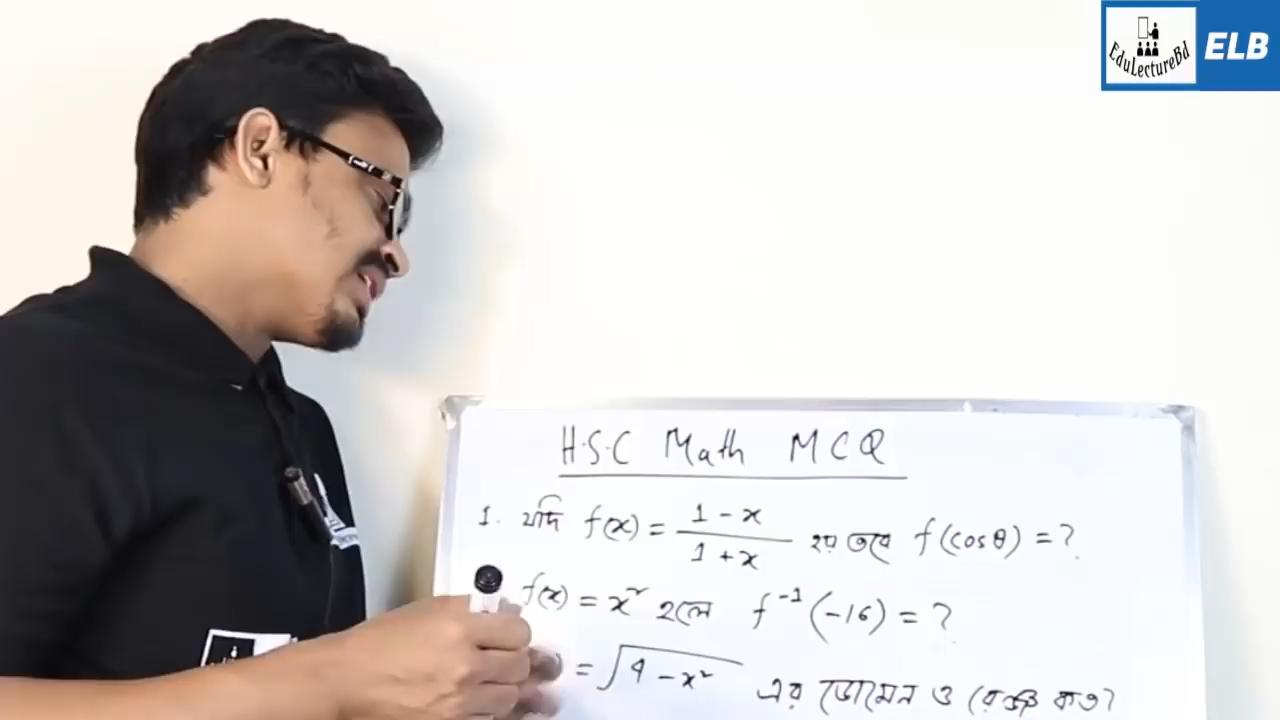 EduLectureBd ELB
H.S.C Math MCQ
1. যদি f(x) = \frac{1-x}{1+x} হয় তবে f(cosθ) = ?
f(x) = x² হলে f⁻¹(-16) = ?
= √4-x² এর ডোমেন ও রেঞ্জ কত?